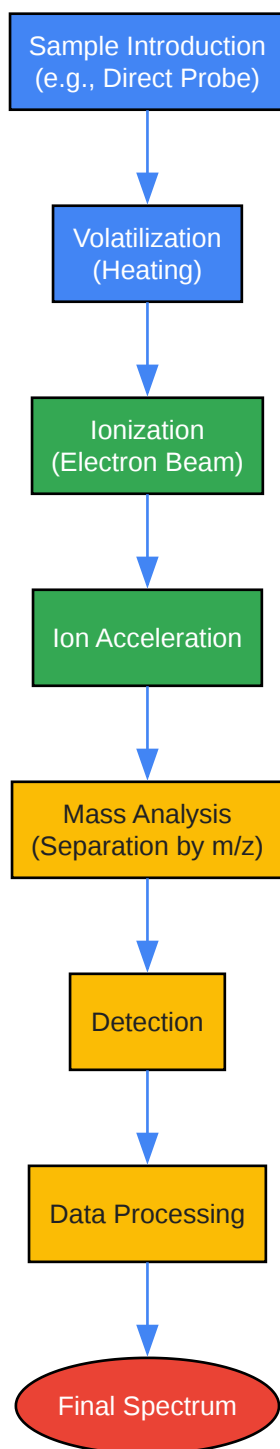 Sample Introduction
(e.g., Direct Probe)
Volatilization
(Heating)
Ionization
(Electron Beam)
Ion Acceleration
Mass Analysis
(Separation by m/z)
Detection
Data Processing
Final Spectrum